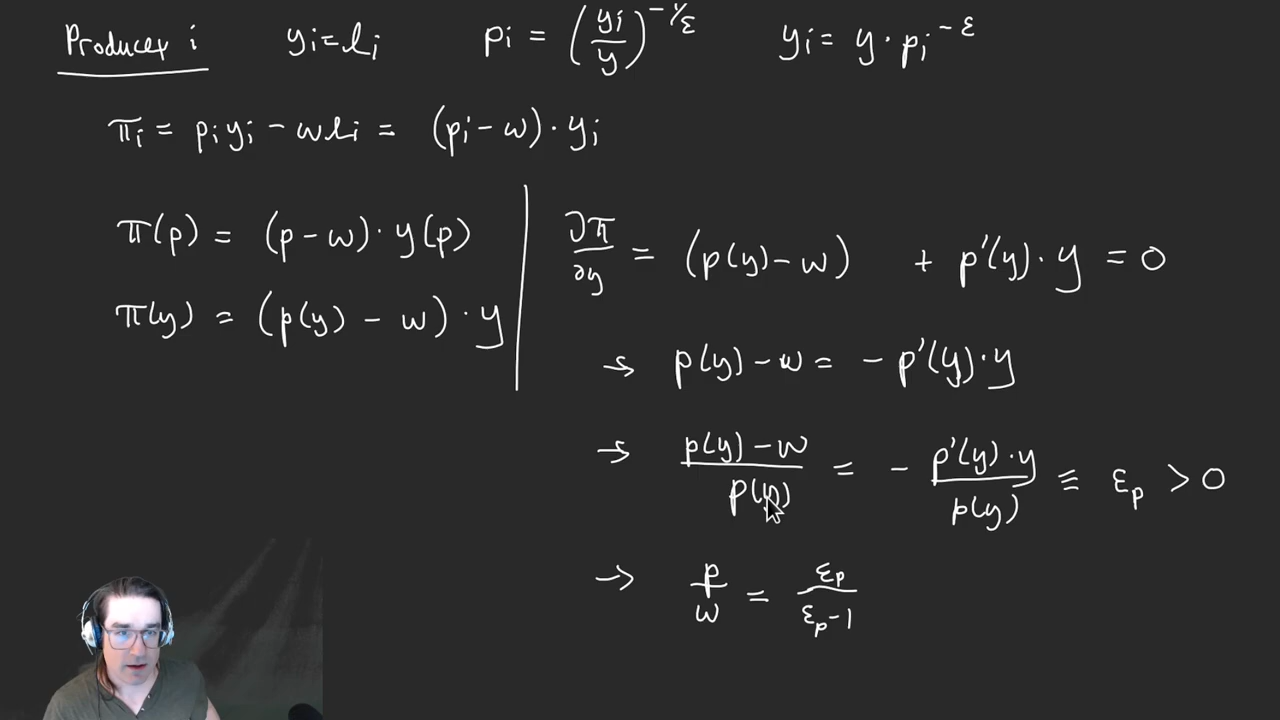 Producer i   yi = li   pi = (yi/y)^{-1/ε}   yi = y · pi^{-ε}
πi = pi yi - wli = (pi - w) · yi
π(p) = (p - w) · y(p)
π(y) = (p(y) - w) · y
∂π/∂y = (p(y) - w) + p'(y) · y = 0
→ p(y) - w = - p'(y) · y
→ (p(y) - w)/p(y) = - (p'(y) · y)/p(y) ≡ εp > 0
→ p/w = εp/(εp - 1)